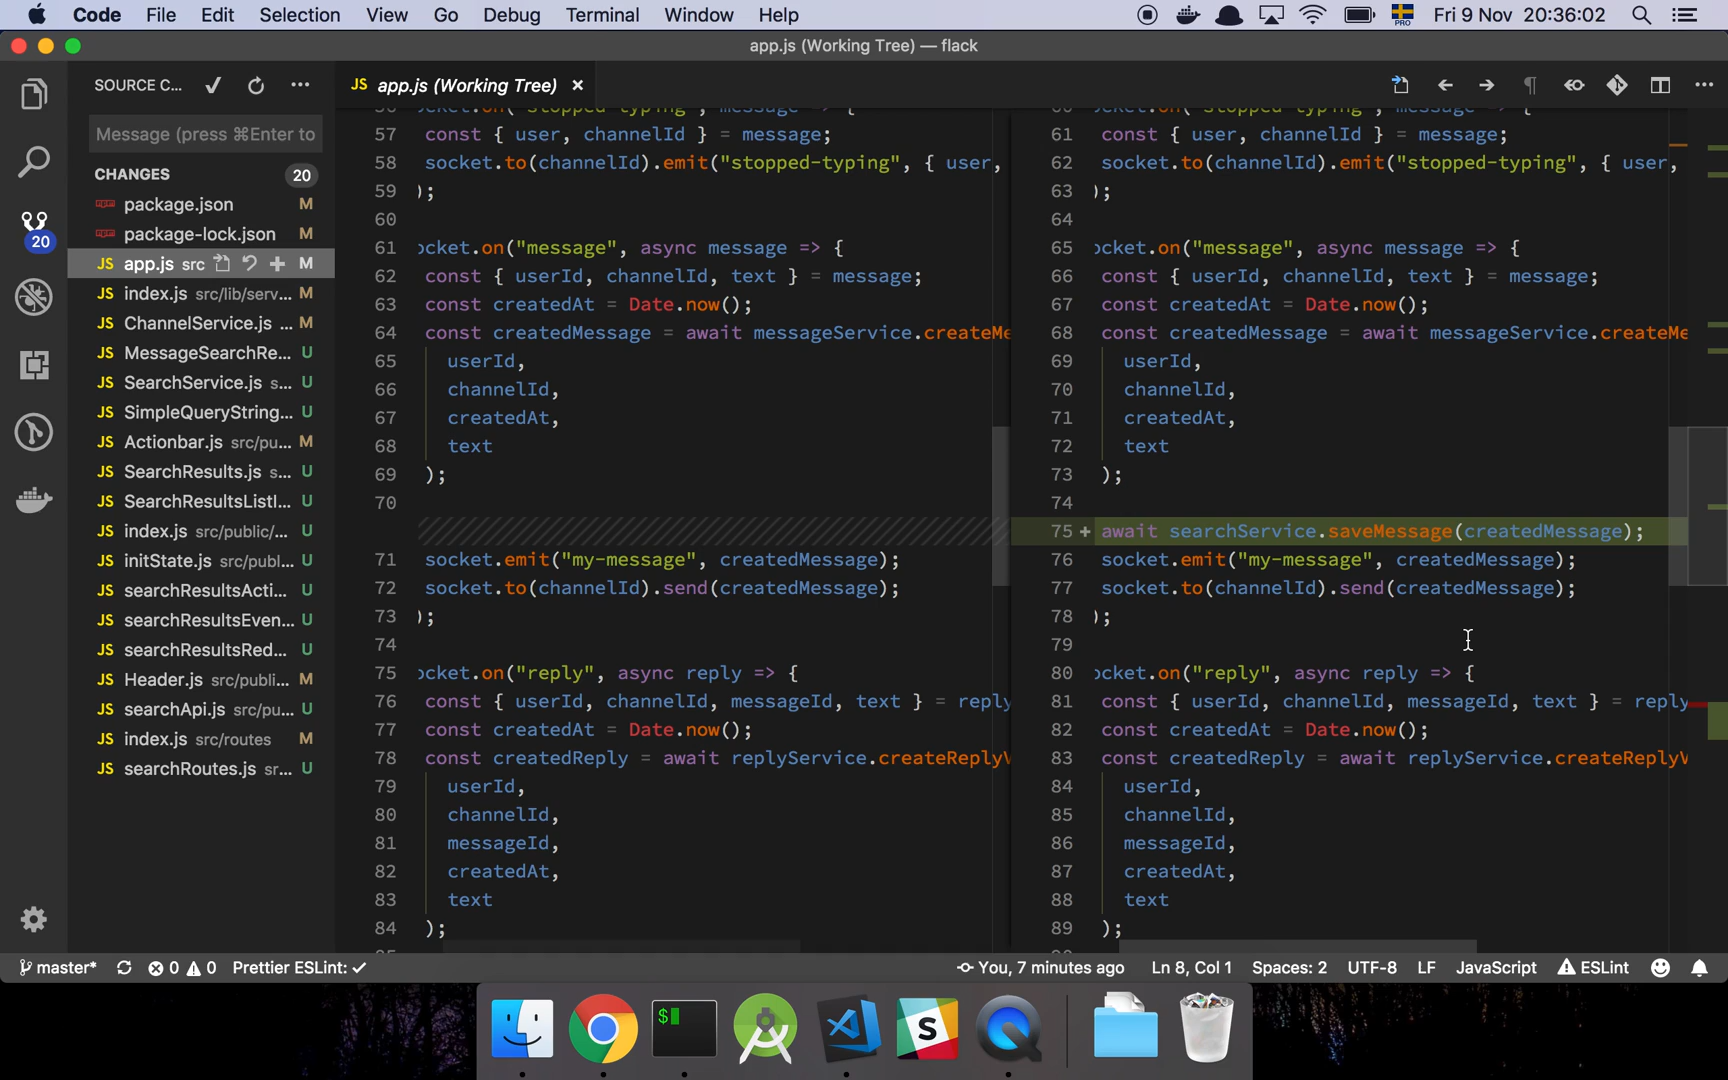 Code File Edit Selection View Go Debug Terminal Window Help PRO Fri 9 Nov 20:36:02
app.js (Working Tree) — flack
SOURCE C...
JS app.js (Working Tree) ×
Message (press ⌘Enter to
CHANGES 20
package.json M
package-lock.json M
JS app.js src M
JS index.js src/lib/serv... M
JS ChannelService.js ... M
JS MessageSearchRe... U
JS SearchService.js s... U
JS SimpleQueryString... U
JS Actionbar.js src/pu... M
JS SearchResults.js s... U
JS SearchResultsListI... U
JS index.js src/public/... U
JS initState.js src/publ... U
JS searchResultsActi... U
JS searchResultsEven... U
JS searchResultsRed... U
JS Header.js src/publi... M
JS searchApi.js src/pu... U
JS index.js src/routes M
JS searchRoutes.js sr... U
20
56 ocket.on("stopped-typing", message => {
57 const { user, channelId } = message;
58 socket.to(channelId).emit("stopped-typing", { user,
59 );
60
61 ocket.on("message", async message => {
62 const { userId, channelId, text } = message;
63 const createdAt = Date.now();
64 const createdMessage = await messageService.createMe
65 userId,
66 channelId,
67 createdAt,
68 text
69 );
70
71 socket.emit("my-message", createdMessage);
72 socket.to(channelId).send(createdMessage);
73 );
74
75 ocket.on("reply", async reply => {
76 const { userId, channelId, messageId, text } = reply
77 const createdAt = Date.now();
78 const createdReply = await replyService.createReplyV
79 userId,
80 channelId,
81 messageId,
82 createdAt,
83 text
84 );
60 ocket.on("stopped-typing", message => {
61 const { user, channelId } = message;
62 socket.to(channelId).emit("stopped-typing", { user,
63 );
64
65 ocket.on("message", async message => {
66 const { userId, channelId, text } = message;
67 const createdAt = Date.now();
68 const createdMessage = await messageService.createMe
69 userId,
70 channelId,
71 createdAt,
72 text
73 );
74
75 + await searchService.saveMessage(createdMessage);
76 socket.emit("my-message", createdMessage);
77 socket.to(channelId).send(createdMessage);
78 );
79
80 ocket.on("reply", async reply => {
81 const { userId, channelId, messageId, text } = reply
82 const createdAt = Date.now();
83 const createdReply = await replyService.createReplyV
84 userId,
85 channelId,
86 messageId,
87 createdAt,
88 text
89 );
master* 0 0 Prettier ESLint: ✓ You, 7 minutes ago Ln 8, Col 1 Spaces: 2 UTF-8 LF JavaScript ESLint
$
S